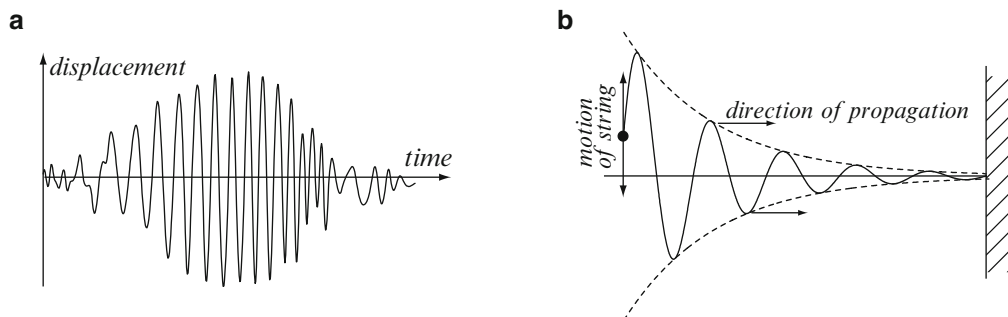 a
displacement
time
b
motion
of string
direction of propagation